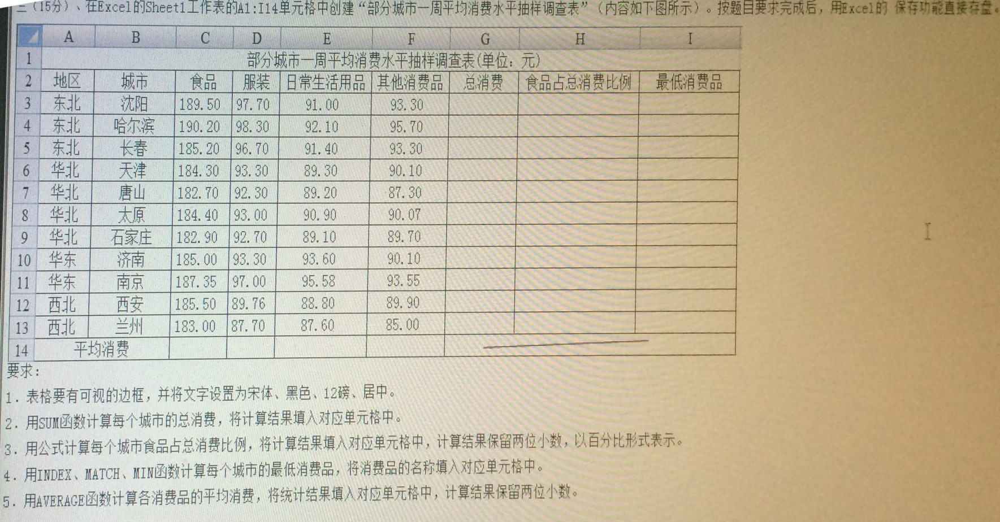 三（15分）、在Excel的Sheet1工作表的A1:I14单元格中创建“部分城市一周平均消费水平抽样调查表”（内容如下图所示）。按题目要求完成后，用Excel的 保存功能直接存盘。
A B C D E F G H I
1 部分城市一周平均消费水平抽样调查表(单位：元)
2 地区 城市 食品 服装 日常生活用品 其他消费品 总消费 食品占总消费比例 最低消费品
3 东北 沈阳 189.50 97.70 91.00 93.30
4 东北 哈尔滨 190.20 98.30 92.10 95.70
5 东北 长春 185.20 96.70 91.40 93.30
6 华北 天津 184.30 93.30 89.30 90.10
7 华北 唐山 182.70 92.30 89.20 87.30
8 华北 太原 184.40 93.00 90.90 90.07
9 华北 石家庄 182.90 92.70 89.10 89.70
10 华东 济南 185.00 93.30 93.60 90.10
11 华东 南京 187.35 97.00 95.58 93.55
12 西北 西安 185.50 89.76 88.80 89.90
13 西北 兰州 183.00 87.70 87.60 85.00
14 平均消费
要求：
1．表格要有可视的边框，并将文字设置为宋体、黑色、12磅、居中。
2．用SUM函数计算每个城市的总消费，将计算结果填入对应单元格中。
3．用公式计算每个城市食品占总消费比例，将计算结果填入对应单元格中，计算结果保留两位小数，以百分比形式表示。
4．用INDEX、MATCH、MIN函数计算每个城市的最低消费品，将消费品的名称填入对应单元格中。
5．用AVERAGE函数计算各消费品的平均消费，将统计结果填入对应单元格中，计算结果保留两位小数。